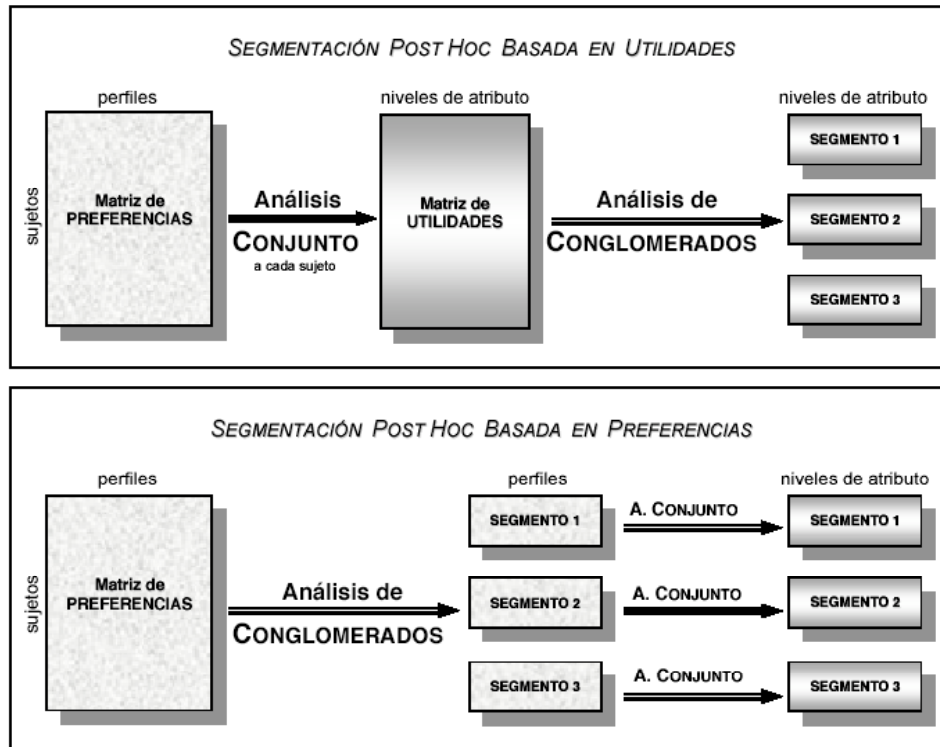 SEGMENTACIÓN POST HOC BASADA EN UTILIDADES
perfiles
niveles de atributo
niveles de atributo
sujetos
Matriz de
PREFERENCIAS
Análisis
CONJUNTO
a cada sujeto
Matriz de
UTILIDADES
Análisis de
CONGLOMERADOS
SEGMENTO 1
SEGMENTO 2
SEGMENTO 3
SEGMENTACIÓN POST HOC BASADA EN PREFERENCIAS
perfiles
perfiles
niveles de atributo
sujetos
Matriz de
PREFERENCIAS
Análisis de
CONGLOMERADOS
SEGMENTO 1
A. CONJUNTO
SEGMENTO 1
SEGMENTO 2
A. CONJUNTO
SEGMENTO 2
SEGMENTO 3
A. CONJUNTO
SEGMENTO 3